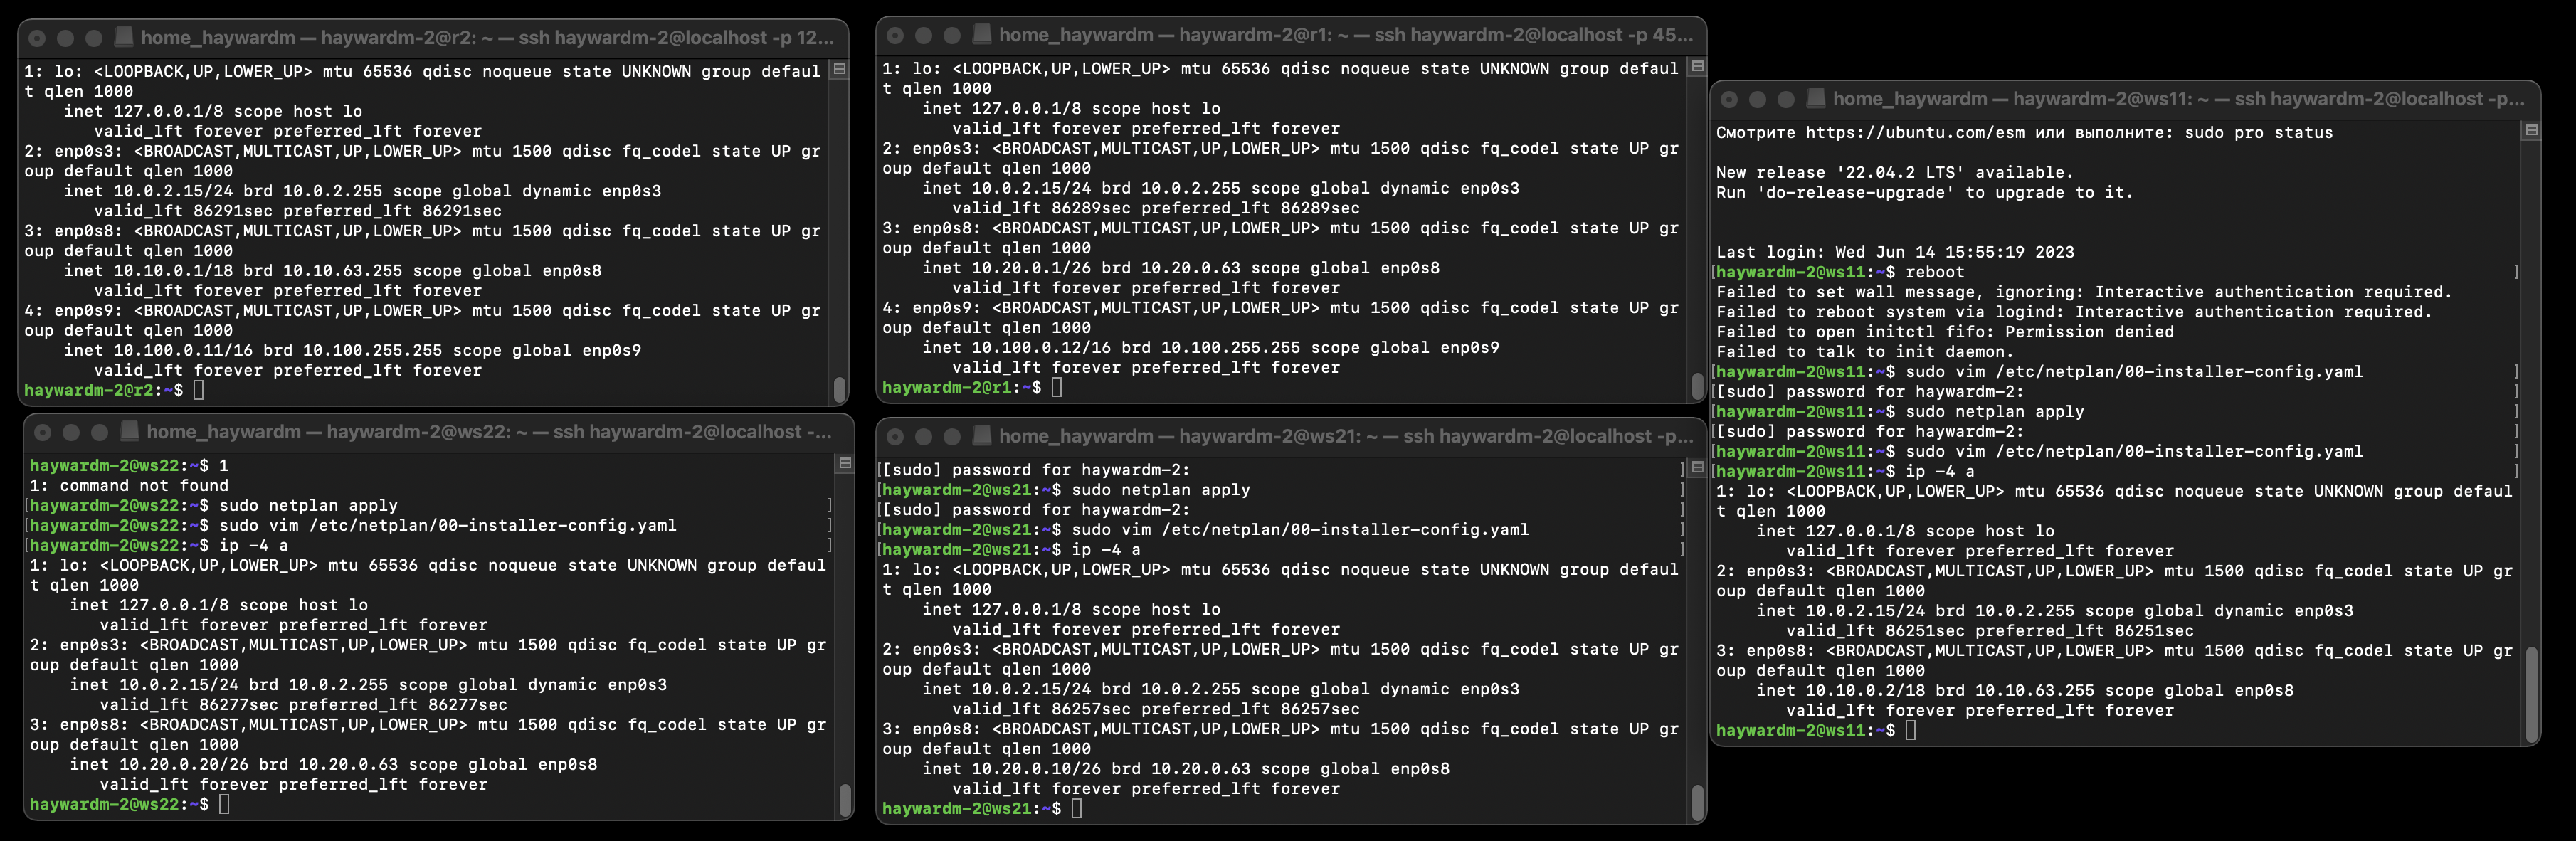 home_haywardm — haywardm-2@r2: ~ — ssh haywardm-2@localhost -p 12...
1: lo: <LOOPBACK,UP,LOWER_UP> mtu 65536 qdisc noqueue state UNKNOWN group defaul
t qlen 1000
    inet 127.0.0.1/8 scope host lo
       valid_lft forever preferred_lft forever
2: enp0s3: <BROADCAST,MULTICAST,UP,LOWER_UP> mtu 1500 qdisc fq_codel state UP gr
oup default qlen 1000
    inet 10.0.2.15/24 brd 10.0.2.255 scope global dynamic enp0s3
       valid_lft 86291sec preferred_lft 86291sec
3: enp0s8: <BROADCAST,MULTICAST,UP,LOWER_UP> mtu 1500 qdisc fq_codel state UP gr
oup default qlen 1000
    inet 10.10.0.1/18 brd 10.10.63.255 scope global enp0s8
       valid_lft forever preferred_lft forever
4: enp0s9: <BROADCAST,MULTICAST,UP,LOWER_UP> mtu 1500 qdisc fq_codel state UP gr
oup default qlen 1000
    inet 10.100.0.11/16 brd 10.100.255.255 scope global enp0s9
       valid_lft forever preferred_lft forever
haywardm-2@r2:~$
home_haywardm — haywardm-2@r1: ~ — ssh haywardm-2@localhost -p 45...
1: lo: <LOOPBACK,UP,LOWER_UP> mtu 65536 qdisc noqueue state UNKNOWN group defaul
t qlen 1000
    inet 127.0.0.1/8 scope host lo
       valid_lft forever preferred_lft forever
2: enp0s3: <BROADCAST,MULTICAST,UP,LOWER_UP> mtu 1500 qdisc fq_codel state UP gr
oup default qlen 1000
    inet 10.0.2.15/24 brd 10.0.2.255 scope global dynamic enp0s3
       valid_lft 86289sec preferred_lft 86289sec
3: enp0s8: <BROADCAST,MULTICAST,UP,LOWER_UP> mtu 1500 qdisc fq_codel state UP gr
oup default qlen 1000
    inet 10.20.0.1/26 brd 10.20.0.63 scope global enp0s8
       valid_lft forever preferred_lft forever
4: enp0s9: <BROADCAST,MULTICAST,UP,LOWER_UP> mtu 1500 qdisc fq_codel state UP gr
oup default qlen 1000
    inet 10.100.0.12/16 brd 10.100.255.255 scope global enp0s9
       valid_lft forever preferred_lft forever
haywardm-2@r1:~$
home_haywardm — haywardm-2@ws11: ~ — ssh haywardm-2@localhost -p...
Смотрите https://ubuntu.com/esm или выполните: sudo pro status
New release '22.04.2 LTS' available.
Run 'do-release-upgrade' to upgrade to it.
Last login: Wed Jun 14 15:55:19 2023
[haywardm-2@ws11:~$ reboot ]
Failed to set wall message, ignoring: Interactive authentication required.
Failed to reboot system via logind: Interactive authentication required.
Failed to open initctl fifo: Permission denied
Failed to talk to init daemon.
[haywardm-2@ws11:~$ sudo vim /etc/netplan/00-installer-config.yaml ]
[[sudo] password for haywardm-2: ]
[haywardm-2@ws11:~$ sudo netplan apply ]
[[sudo] password for haywardm-2: ]
[haywardm-2@ws11:~$ sudo vim /etc/netplan/00-installer-config.yaml ]
[haywardm-2@ws11:~$ ip -4 a ]
1: lo: <LOOPBACK,UP,LOWER_UP> mtu 65536 qdisc noqueue state UNKNOWN group defaul
t qlen 1000
    inet 127.0.0.1/8 scope host lo
       valid_lft forever preferred_lft forever
2: enp0s3: <BROADCAST,MULTICAST,UP,LOWER_UP> mtu 1500 qdisc fq_codel state UP gr
oup default qlen 1000
    inet 10.0.2.15/24 brd 10.0.2.255 scope global dynamic enp0s3
       valid_lft 86251sec preferred_lft 86251sec
3: enp0s8: <BROADCAST,MULTICAST,UP,LOWER_UP> mtu 1500 qdisc fq_codel state UP gr
oup default qlen 1000
    inet 10.10.0.2/18 brd 10.10.63.255 scope global enp0s8
       valid_lft forever preferred_lft forever
haywardm-2@ws11:~$
home_haywardm — haywardm-2@ws22: ~ — ssh haywardm-2@localhost -...
haywardm-2@ws22:~$ 1
1: command not found
[haywardm-2@ws22:~$ sudo netplan apply ]
[haywardm-2@ws22:~$ sudo vim /etc/netplan/00-installer-config.yaml ]
[haywardm-2@ws22:~$ ip -4 a ]
1: lo: <LOOPBACK,UP,LOWER_UP> mtu 65536 qdisc noqueue state UNKNOWN group defaul
t qlen 1000
    inet 127.0.0.1/8 scope host lo
       valid_lft forever preferred_lft forever
2: enp0s3: <BROADCAST,MULTICAST,UP,LOWER_UP> mtu 1500 qdisc fq_codel state UP gr
oup default qlen 1000
    inet 10.0.2.15/24 brd 10.0.2.255 scope global dynamic enp0s3
       valid_lft 86277sec preferred_lft 86277sec
3: enp0s8: <BROADCAST,MULTICAST,UP,LOWER_UP> mtu 1500 qdisc fq_codel state UP gr
oup default qlen 1000
    inet 10.20.0.20/26 brd 10.20.0.63 scope global enp0s8
       valid_lft forever preferred_lft forever
haywardm-2@ws22:~$
home_haywardm — haywardm-2@ws21: ~ — ssh haywardm-2@localhost -p...
[[sudo] password for haywardm-2: ]
[haywardm-2@ws21:~$ sudo netplan apply ]
[[sudo] password for haywardm-2: ]
[haywardm-2@ws21:~$ sudo vim /etc/netplan/00-installer-config.yaml ]
[haywardm-2@ws21:~$ ip -4 a ]
1: lo: <LOOPBACK,UP,LOWER_UP> mtu 65536 qdisc noqueue state UNKNOWN group defaul
t qlen 1000
    inet 127.0.0.1/8 scope host lo
       valid_lft forever preferred_lft forever
2: enp0s3: <BROADCAST,MULTICAST,UP,LOWER_UP> mtu 1500 qdisc fq_codel state UP gr
oup default qlen 1000
    inet 10.0.2.15/24 brd 10.0.2.255 scope global dynamic enp0s3
       valid_lft 86257sec preferred_lft 86257sec
3: enp0s8: <BROADCAST,MULTICAST,UP,LOWER_UP> mtu 1500 qdisc fq_codel state UP gr
oup default qlen 1000
    inet 10.20.0.10/26 brd 10.20.0.63 scope global enp0s8
       valid_lft forever preferred_lft forever
haywardm-2@ws21:~$